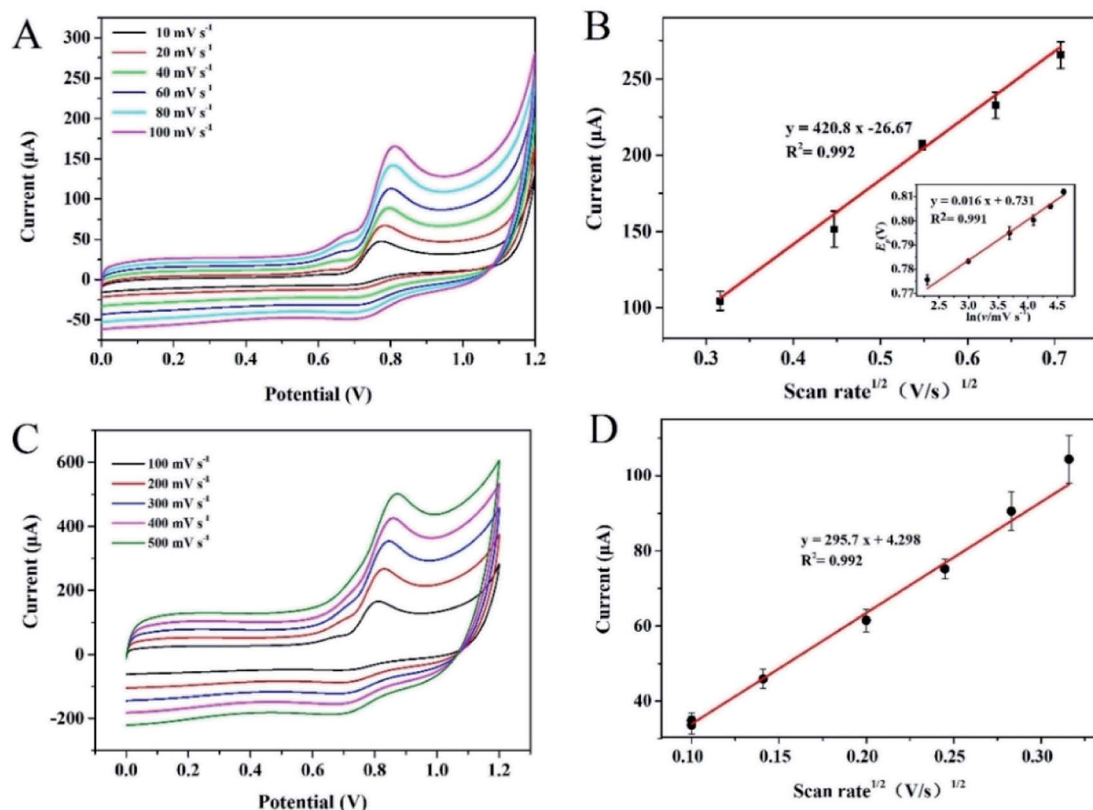 A
10 mV s⁻¹
20 mV s⁻¹
40 mV s⁻¹
60 mV s⁻¹
80 mV s⁻¹
100 mV s⁻¹
Current (μA)
300
250
200
150
100
50
0
-50
0.0 0.2 0.4 0.6 0.8 1.0 1.2
Potential (V)
B
y = 420.8 x -26.67
R²= 0.992
Current (μA)
250
200
150
100
0.3 0.4 0.5 0.6 0.7
Scan rate¹ᐟ² (V/s) ¹ᐟ²
y = 0.016 x + 0.731
R²= 0.991
0.81
0.80
0.79
0.78
0.77
2.5 3.0 3.5 4.0 4.5
ln(v/mV s⁻¹)
C
100 mV s⁻¹
200 mV s⁻¹
300 mV s⁻¹
400 mV s⁻¹
500 mV s⁻¹
Current (μA)
600
400
200
0
-200
0.0 0.2 0.4 0.6 0.8 1.0 1.2
Potential (V)
D
y = 295.7 x + 4.298
R²= 0.992
Current (μA)
100
80
60
40
0.10 0.15 0.20 0.25 0.30
Scan rate¹ᐟ² (V/s) ¹ᐟ²